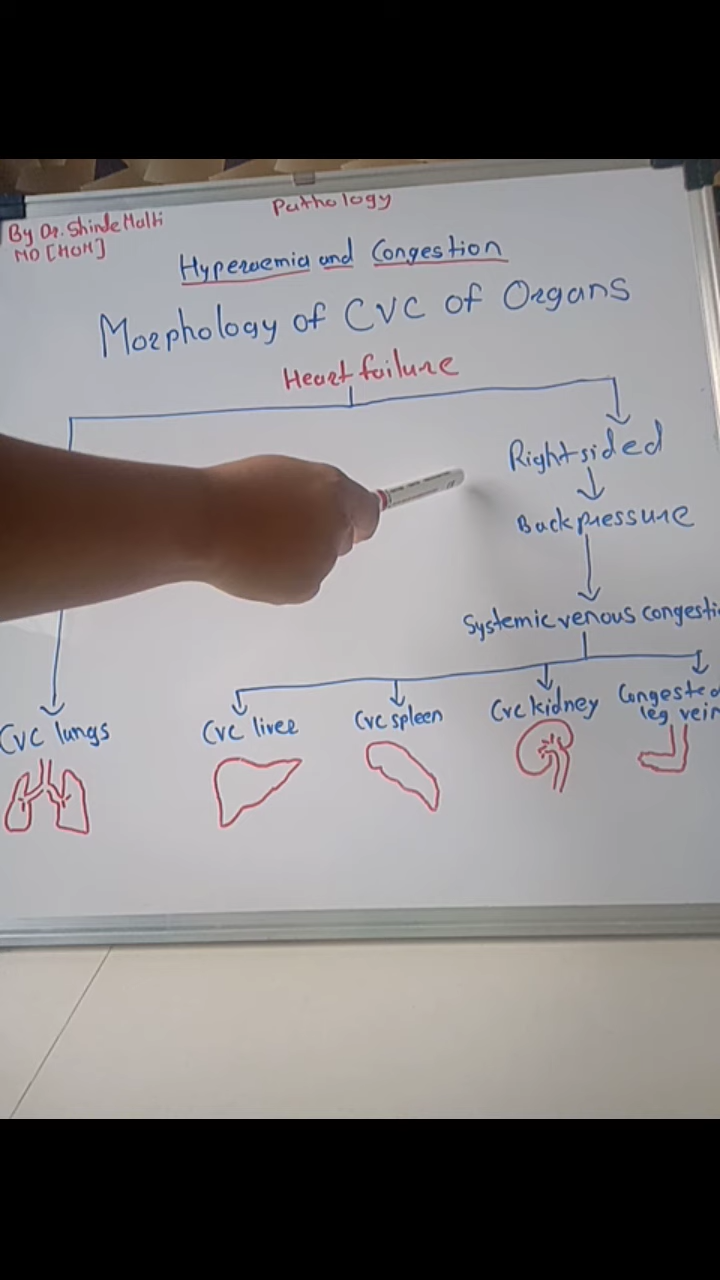 Pathology
By Dr. Shinde Malti
MD [HOM]
Hyperaemia and Congestion
Morphology of CVC of Organs
Heart failure
Right sided
Back pressure
Systemic venous congesti
CVC lungs
CVC liver
CVC spleen
CVC kidney
Congested
leg vein